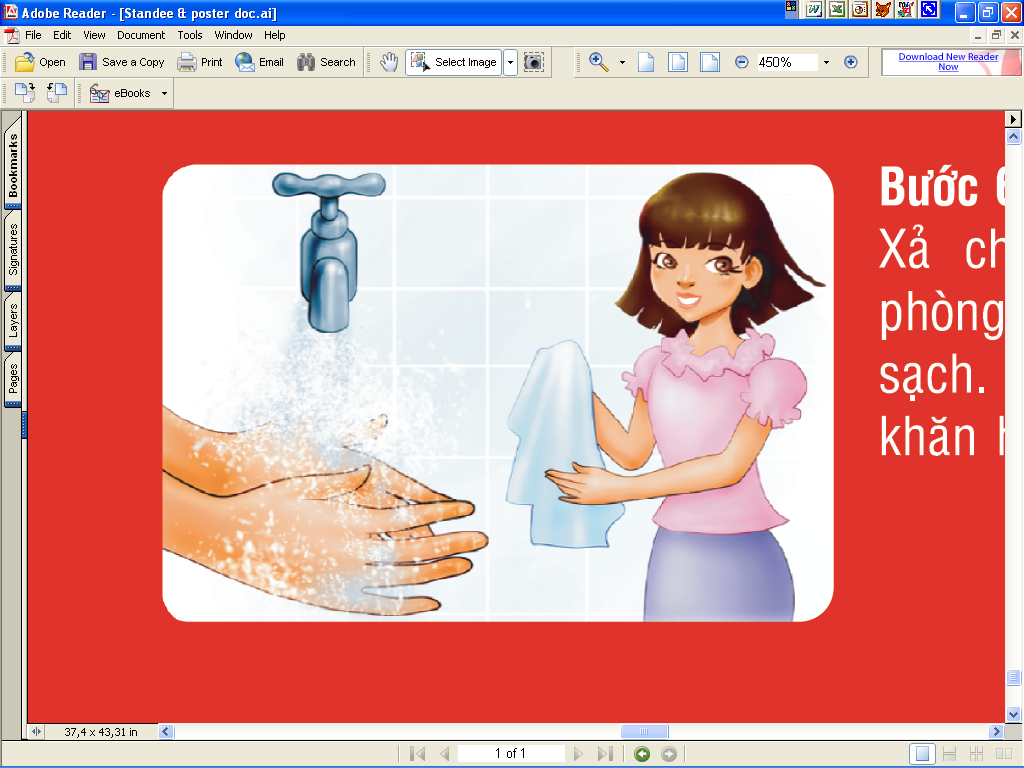 Adobe Reader - [Standee & poster doc.ai]
File Edit View Document Tools Window Help
Open Save a Copy Print Email Search Select Image 450% Download New Reader Now
eBooks
Bookmarks
Signatures
Layers
Pages
Bước 6
Xả ch
phòng
sạch.
khăn h
37,4 x 43,31 in
1 of 1